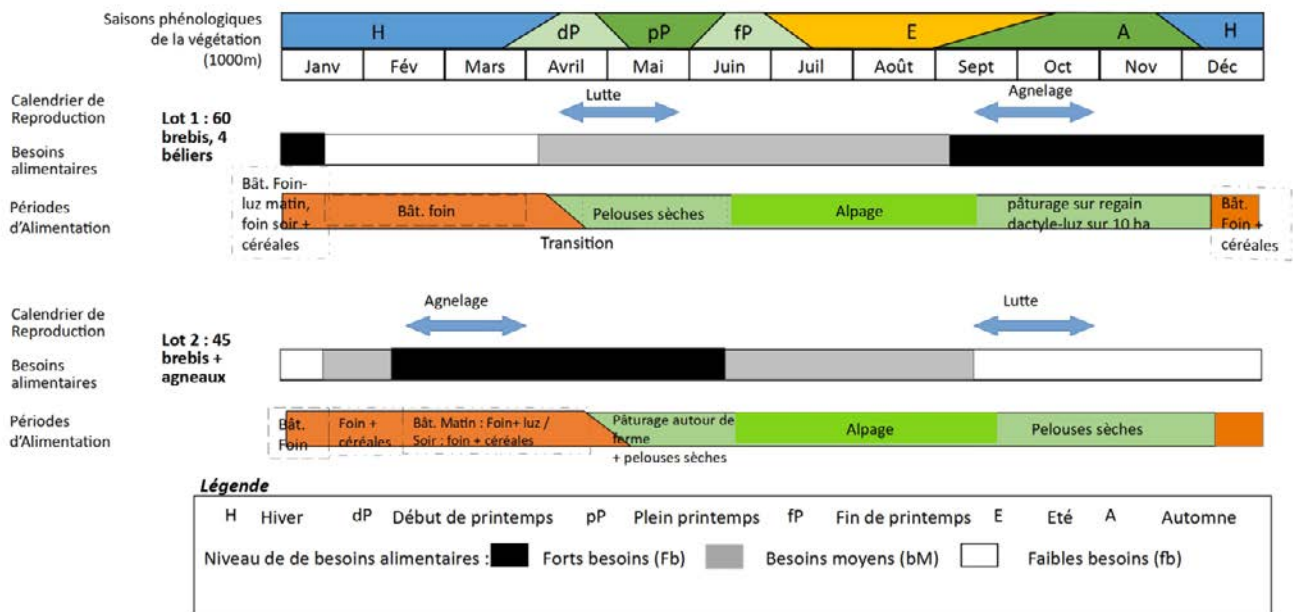 Saisons phénologiques
de la végétation
(1000m)
H dP pP fP E A H
Janv Fév Mars Avril Mai Juin Juil Août Sept Oct Nov Déc
Calendrier de
Reproduction
Lot 1 : 60
brebis, 4
béliers
Lutte
Agnelage
Besoins
alimentaires
Périodes
d'Alimentation
Bât. Foin-
luz matin,
foin soir +
céréales
Bât. foin
Transition
Pelouses sèches
Alpage
pâturage sur regain
dactyle-luz sur 10 ha
Bât.
Foin +
céréales
Calendrier de
Reproduction
Lot 2 : 45
brebis +
agneaux
Agnelage
Lutte
Besoins
alimentaires
Périodes
d'Alimentation
Bât.
Foin
Foin +
céréales
Bât. Matin : Foin+ luz /
Soir : foin + céréales
Pâturage autour de
ferme
+ pelouses sèches
Alpage
Pelouses sèches
Légende
H Hiver dP Début de printemps pP Plein printemps fP Fin de printemps E Eté A Automne
Niveau de de besoins alimentaires : Forts besoins (Fb) Besoins moyens (bM) Faibles besoins (fb)